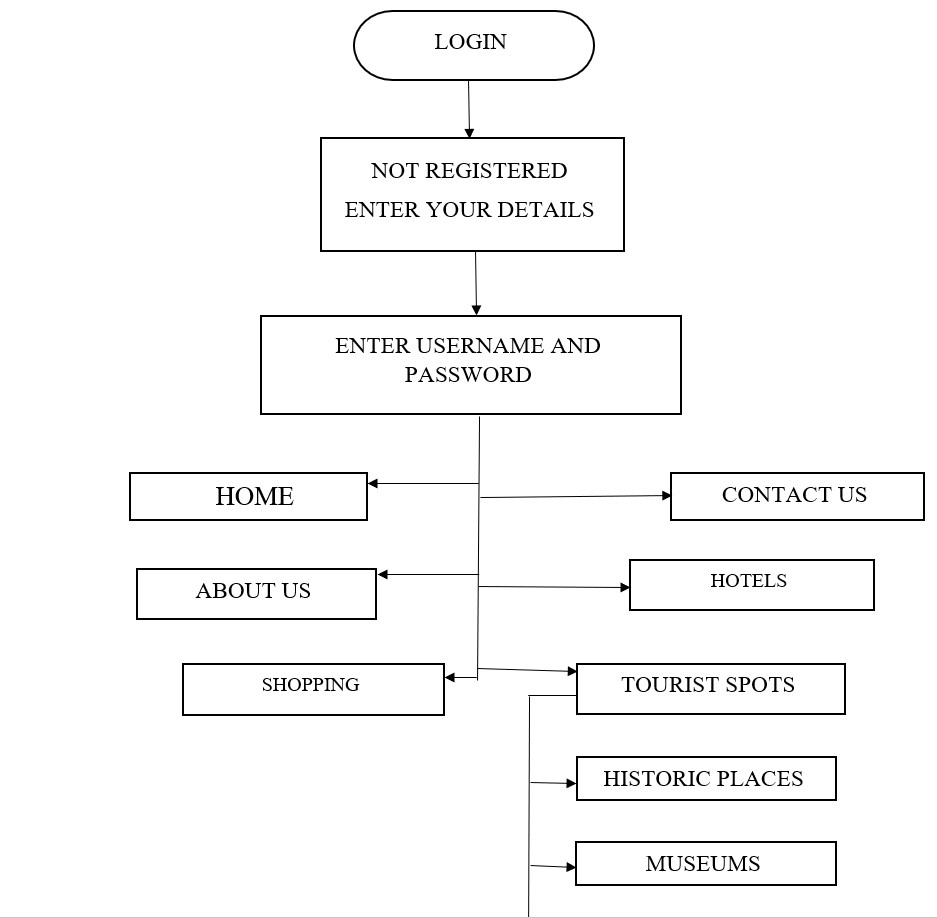 LOGIN
NOT REGISTERED
ENTER YOUR DETAILS
ENTER USERNAME AND
PASSWORD
HOME
CONTACT US
ABOUT US
HOTELS
SHOPPING
TOURIST SPOTS
HISTORIC PLACES
MUSEUMS